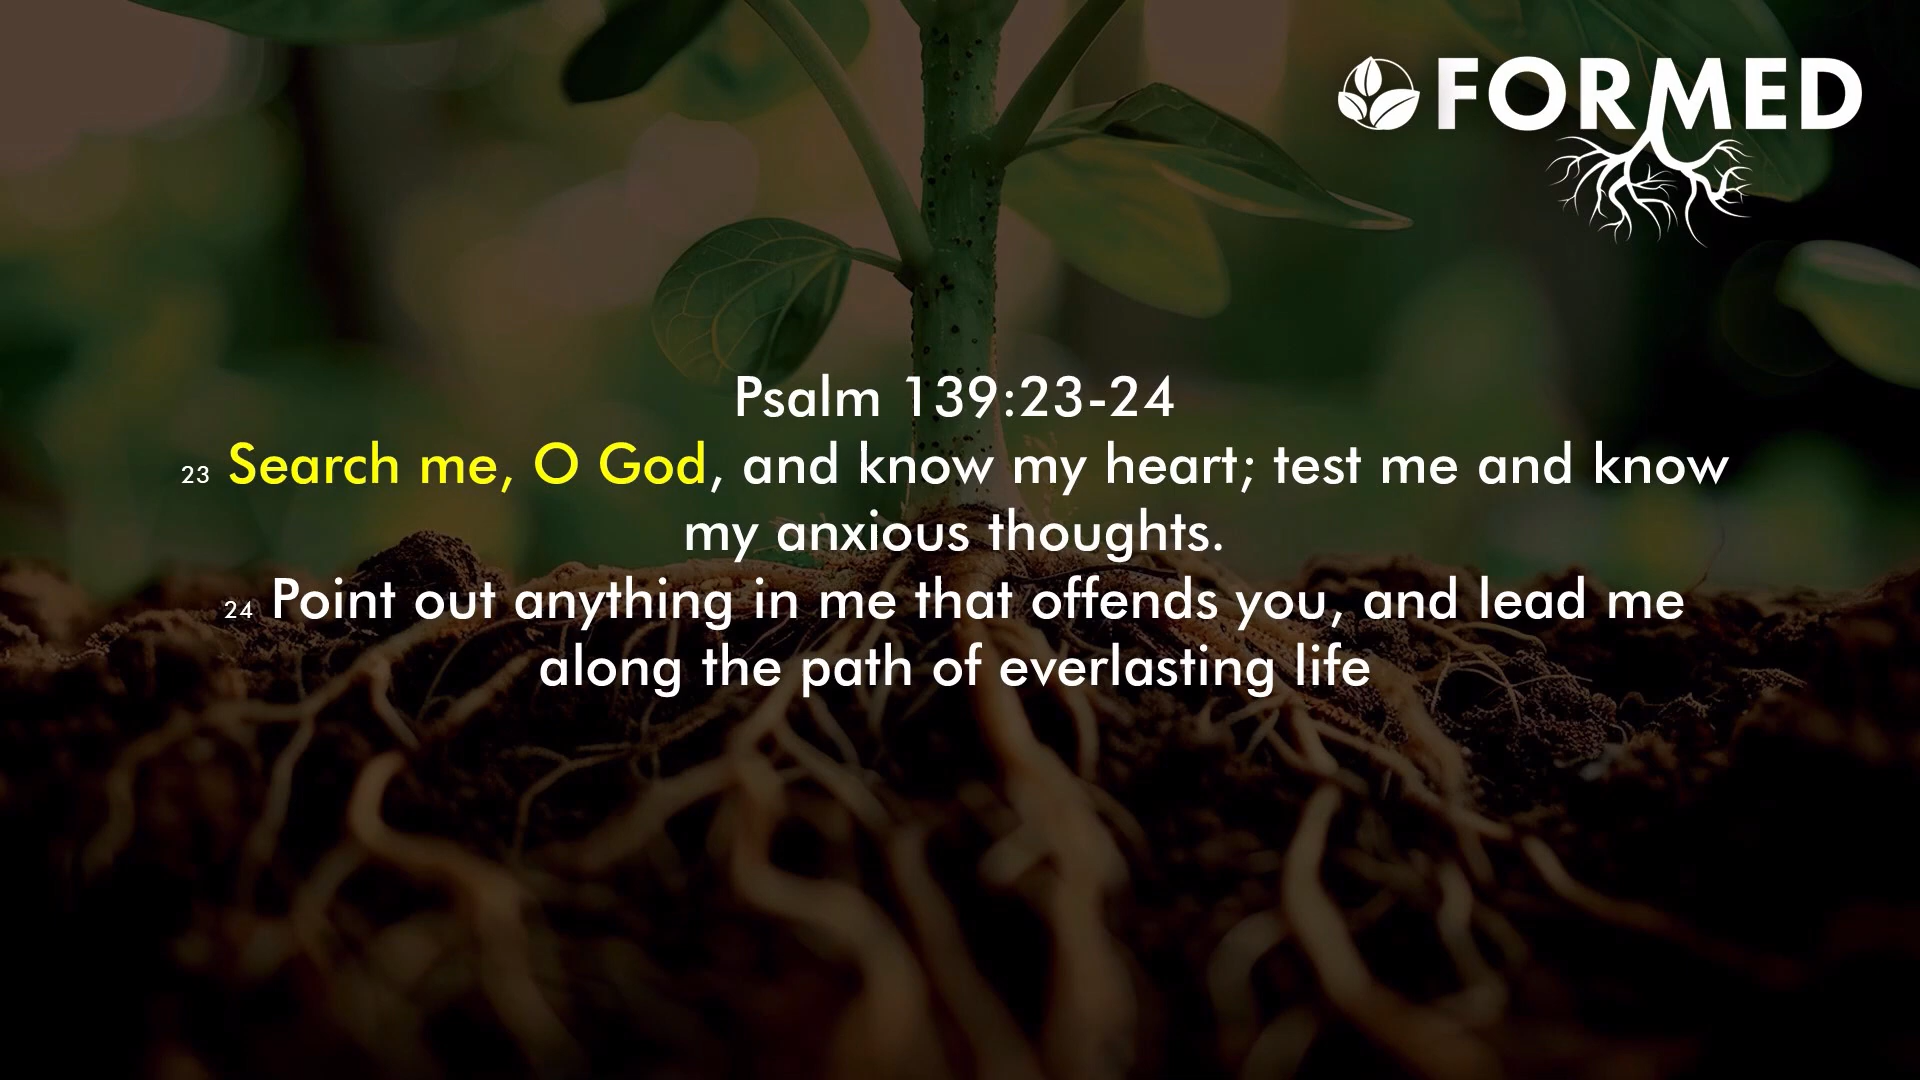 FORMED
Psalm 139:23-24
23 Search me, O God, and know my heart; test me and know
my anxious thoughts.
24 Point out anything in me that offends you, and lead me
along the path of everlasting life